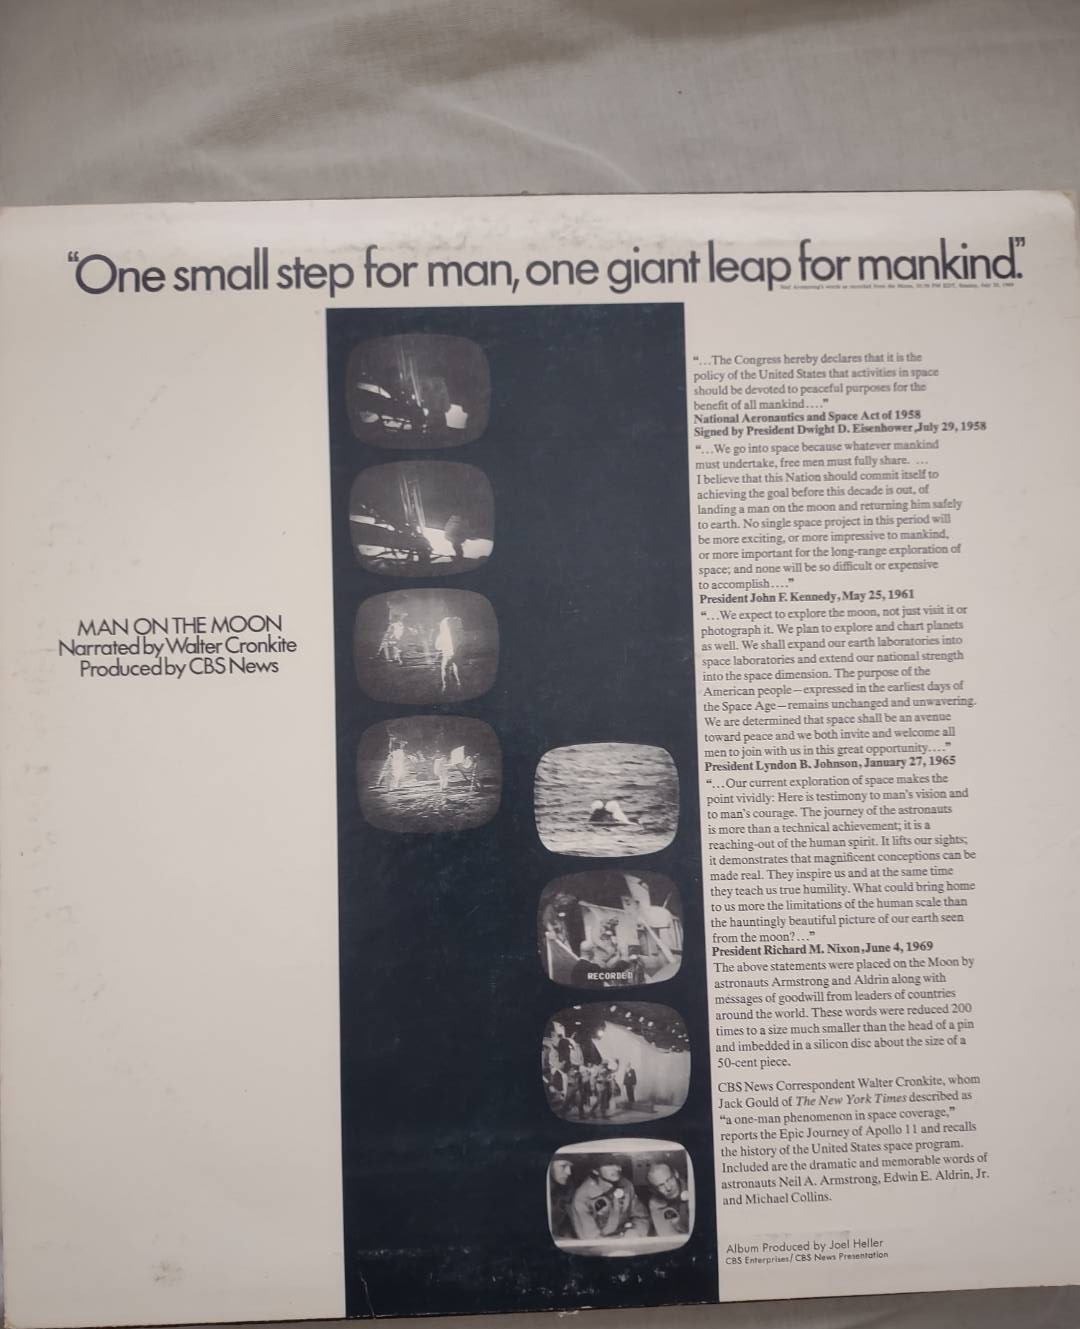 “One small step for man, one giant leap for mankind.”
Neil Armstrong's words as recorded from the Moon, 10:56 PM EDT, Sunday, July 20, 1969
MAN ON THE MOON
Narrated by Walter Cronkite
Produced by CBS News
RECORDED
“...The Congress hereby declares that it is the
policy of the United States that activities in space
should be devoted to peaceful purposes for the
benefit of all mankind....”
National Aeronautics and Space Act of 1958
Signed by President Dwight D. Eisenhower, July 29, 1958
“...We go into space because whatever mankind
must undertake, free men must fully share. ...
I believe that this Nation should commit itself to
achieving the goal before this decade is out, of
landing a man on the moon and returning him safely
to earth. No single space project in this period will
be more exciting, or more impressive to mankind,
or more important for the long-range exploration of
space; and none will be so difficult or expensive
to accomplish....”
President John F. Kennedy, May 25, 1961
“...We expect to explore the moon, not just visit it or
photograph it. We plan to explore and chart planets
as well. We shall expand our earth laboratories into
space laboratories and extend our national strength
into the space dimension. The purpose of the
American people—expressed in the earliest days of
the Space Age—remains unchanged and unwavering.
We are determined that space shall be an avenue
toward peace and we both invite and welcome all
men to join with us in this great opportunity....”
President Lyndon B. Johnson, January 27, 1965
“...Our current exploration of space makes the
point vividly: Here is testimony to man's vision and
to man's courage. The journey of the astronauts
is more than a technical achievement; it is a
reaching-out of the human spirit. It lifts our sights;
it demonstrates that magnificent conceptions can be
made real. They inspire us and at the same time
they teach us true humility. What could bring home
to us more the limitations of the human scale than
the hauntingly beautiful picture of our earth seen
from the moon?...”
President Richard M. Nixon, June 4, 1969
The above statements were placed on the Moon by
astronauts Armstrong and Aldrin along with
messages of goodwill from leaders of countries
around the world. These words were reduced 200
times to a size much smaller than the head of a pin
and imbedded in a silicon disc about the size of a
50-cent piece.
CBS News Correspondent Walter Cronkite, whom
Jack Gould of The New York Times described as
“a one-man phenomenon in space coverage,”
reports the Epic Journey of Apollo 11 and recalls
the history of the United States space program.
Included are the dramatic and memorable words of
astronauts Neil A. Armstrong, Edwin E. Aldrin, Jr.
and Michael Collins.
Album Produced by Joel Heller
CBS Enterprises/CBS News Presentation